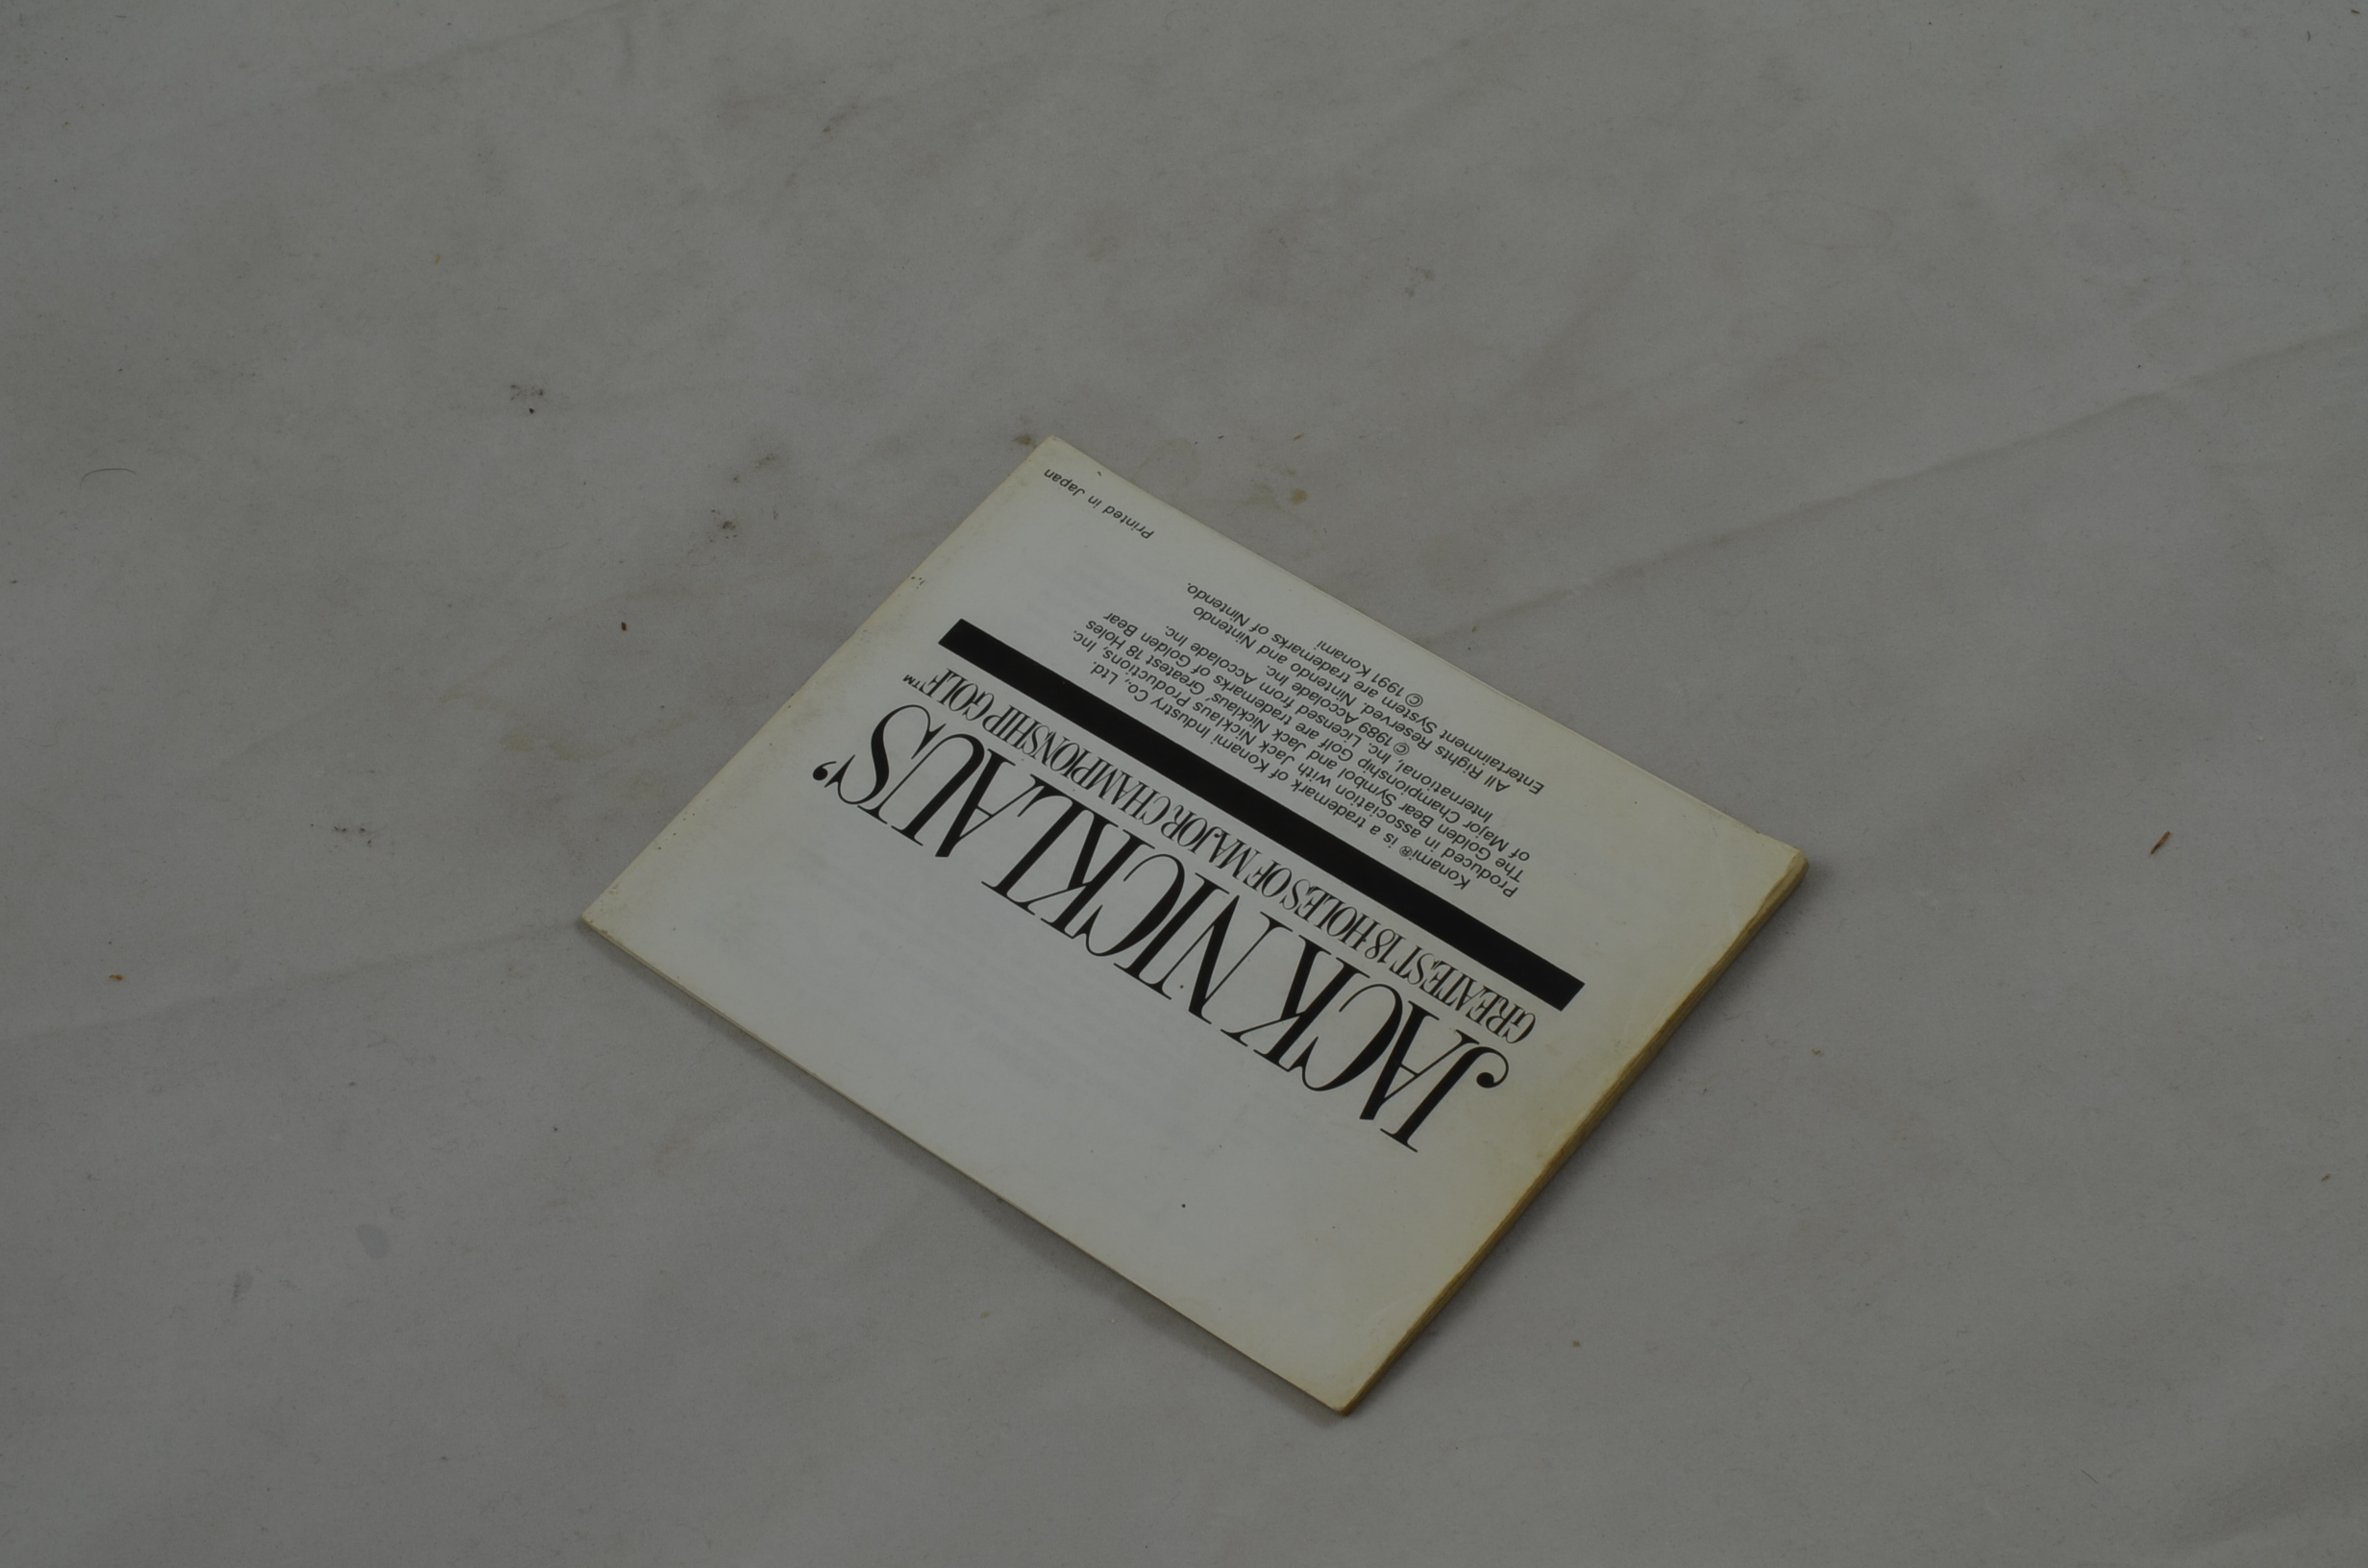 JACK NICKLAUS'
GREATEST 18 HOLES OF MAJOR CHAMPIONSHIP GOLF™
Konami® is a trademark of Konami Industry Co., Ltd.
Produced in association with Jack Nicklaus Productions, Inc.
The Golden Bear Symbol and Jack Nicklaus' Greatest 18 Holes
of Major Championship Golf are trademarks of Golden Bear
International, Inc. Licensed from Accolade Inc.
© 1989 Accolade Inc.
All Rights Reserved. Nintendo and Nintendo
Entertainment System are trademarks of Nintendo.
© 1991 Konami
Printed in Japan